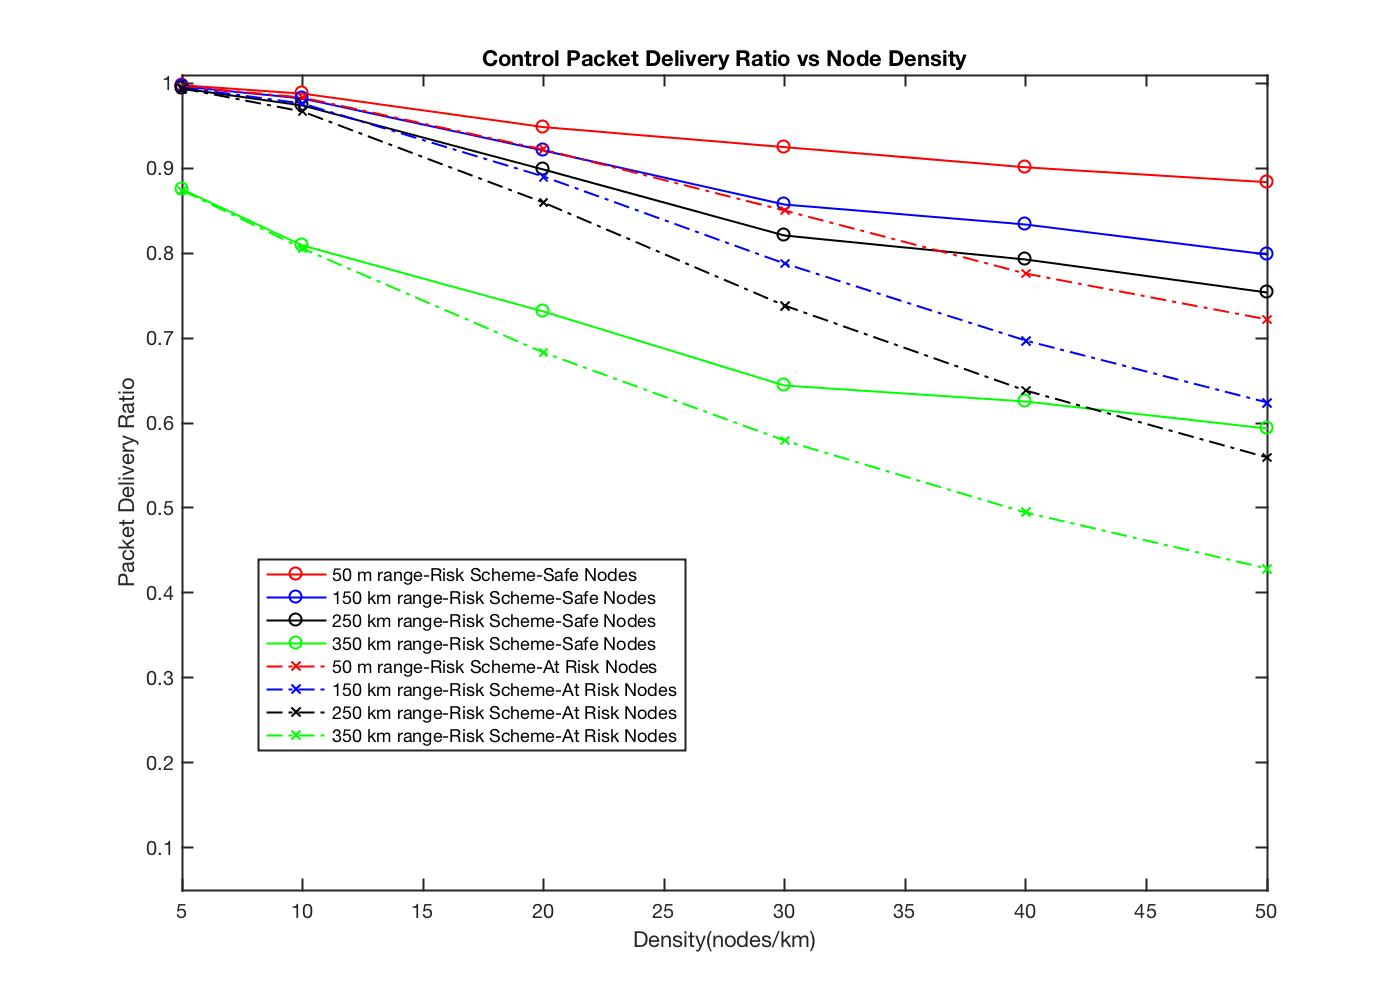 Control Packet Delivery Ratio vs Node Density
1
0.9
0.8
0.7
0.6
0.5
0.4
0.3
0.2
0.1
Packet Delivery Ratio
50 m range-Risk Scheme-Safe Nodes
150 km range-Risk Scheme-Safe Nodes
250 km range-Risk Scheme-Safe Nodes
350 km range-Risk Scheme-Safe Nodes
50 m range-Risk Scheme-At Risk Nodes
150 km range-Risk Scheme-At Risk Nodes
250 km range-Risk Scheme-At Risk Nodes
350 km range-Risk Scheme-At Risk Nodes
5 10 15 20 25 30 35 40 45 50
Density(nodes/km)